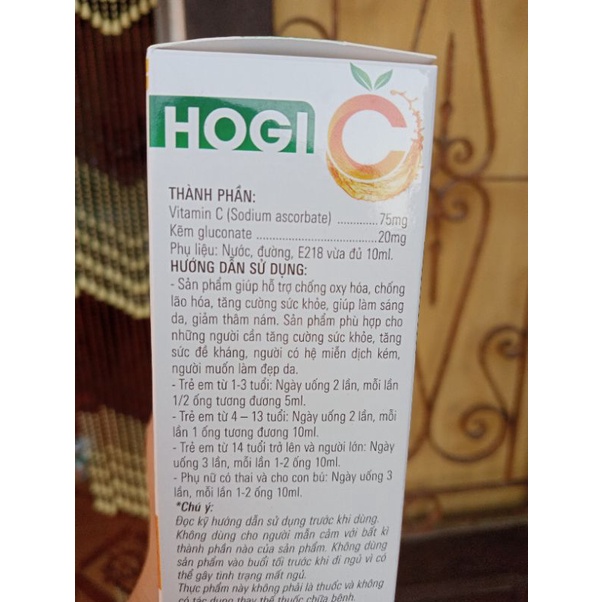 HOGI C
THÀNH PHẦN:
Vitamin C (Sodium ascorbate) ............75mg
Kẽm gluconate ....................................20mg
Phụ liệu: Nước, đường, E218 vừa đủ 10ml.
HƯỚNG DẪN SỬ DỤNG:
- Sản phẩm giúp hỗ trợ chống oxy hóa, chống
lão hóa, tăng cường sức khỏe, giúp làm sáng
da, giảm thâm nám. Sản phẩm phù hợp cho
những người cần tăng cường sức khỏe, tăng
sức đề kháng, người có hệ miễn dịch kém,
người muốn làm đẹp da.
- Trẻ em từ 1-3 tuổi: Ngày uống 2 lần, mỗi lần
1/2 ống tương đương 5ml.
- Trẻ em từ 4 – 13 tuổi: Ngày uống 2 lần, mỗi
lần 1 ống tương đương 10ml.
- Trẻ em từ 14 tuổi trở lên và người lớn: Ngày
uống 3 lần, mỗi lần 1-2 ống 10ml.
- Phụ nữ có thai và cho con bú: Ngày uống 3
lần, mỗi lần 1-2 ống 10ml.
*Chú ý:
Đọc kỹ hướng dẫn sử dụng trước khi dùng.
Không dùng cho người mẫn cảm với bất kì
thành phần nào của sản phẩm. Không dùng
sản phẩm vào buổi tối trước khi đi ngủ vì có
thể gây tình trạng mất ngủ.
Thực phẩm này không phải là thuốc và không
có tác dụng thay thế thuốc chữa bệnh.